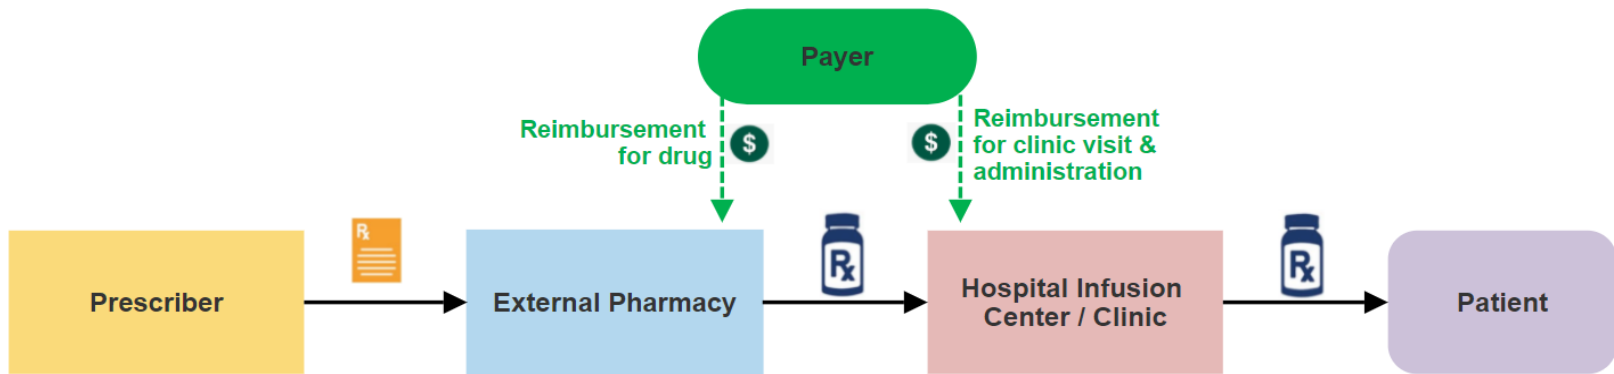 Payer
Reimbursement
for drug
$
$
Reimbursement
for clinic visit &
administration
Rx
Rx
Rx
Prescriber
External Pharmacy
Hospital Infusion
Center / Clinic
Patient